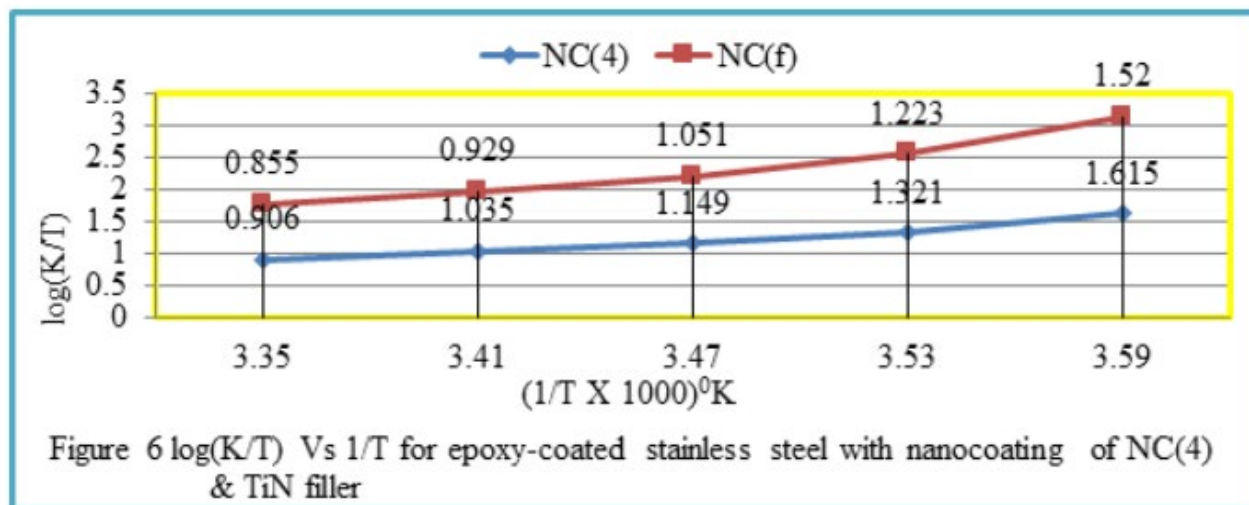 NC(4) NC(f)
3.5
3
2.5
2
1.5
1
0.5
0
log(K/T)
0.855 0.929 1.051 1.223 1.52
0.906 1.035 1.149 1.321 1.615
3.35 3.41 3.47 3.53 3.59
(1/T X 1000)⁰K
Figure 6 log(K/T) Vs 1/T for epoxy-coated stainless steel with nanocoating of NC(4)
& TiN filler